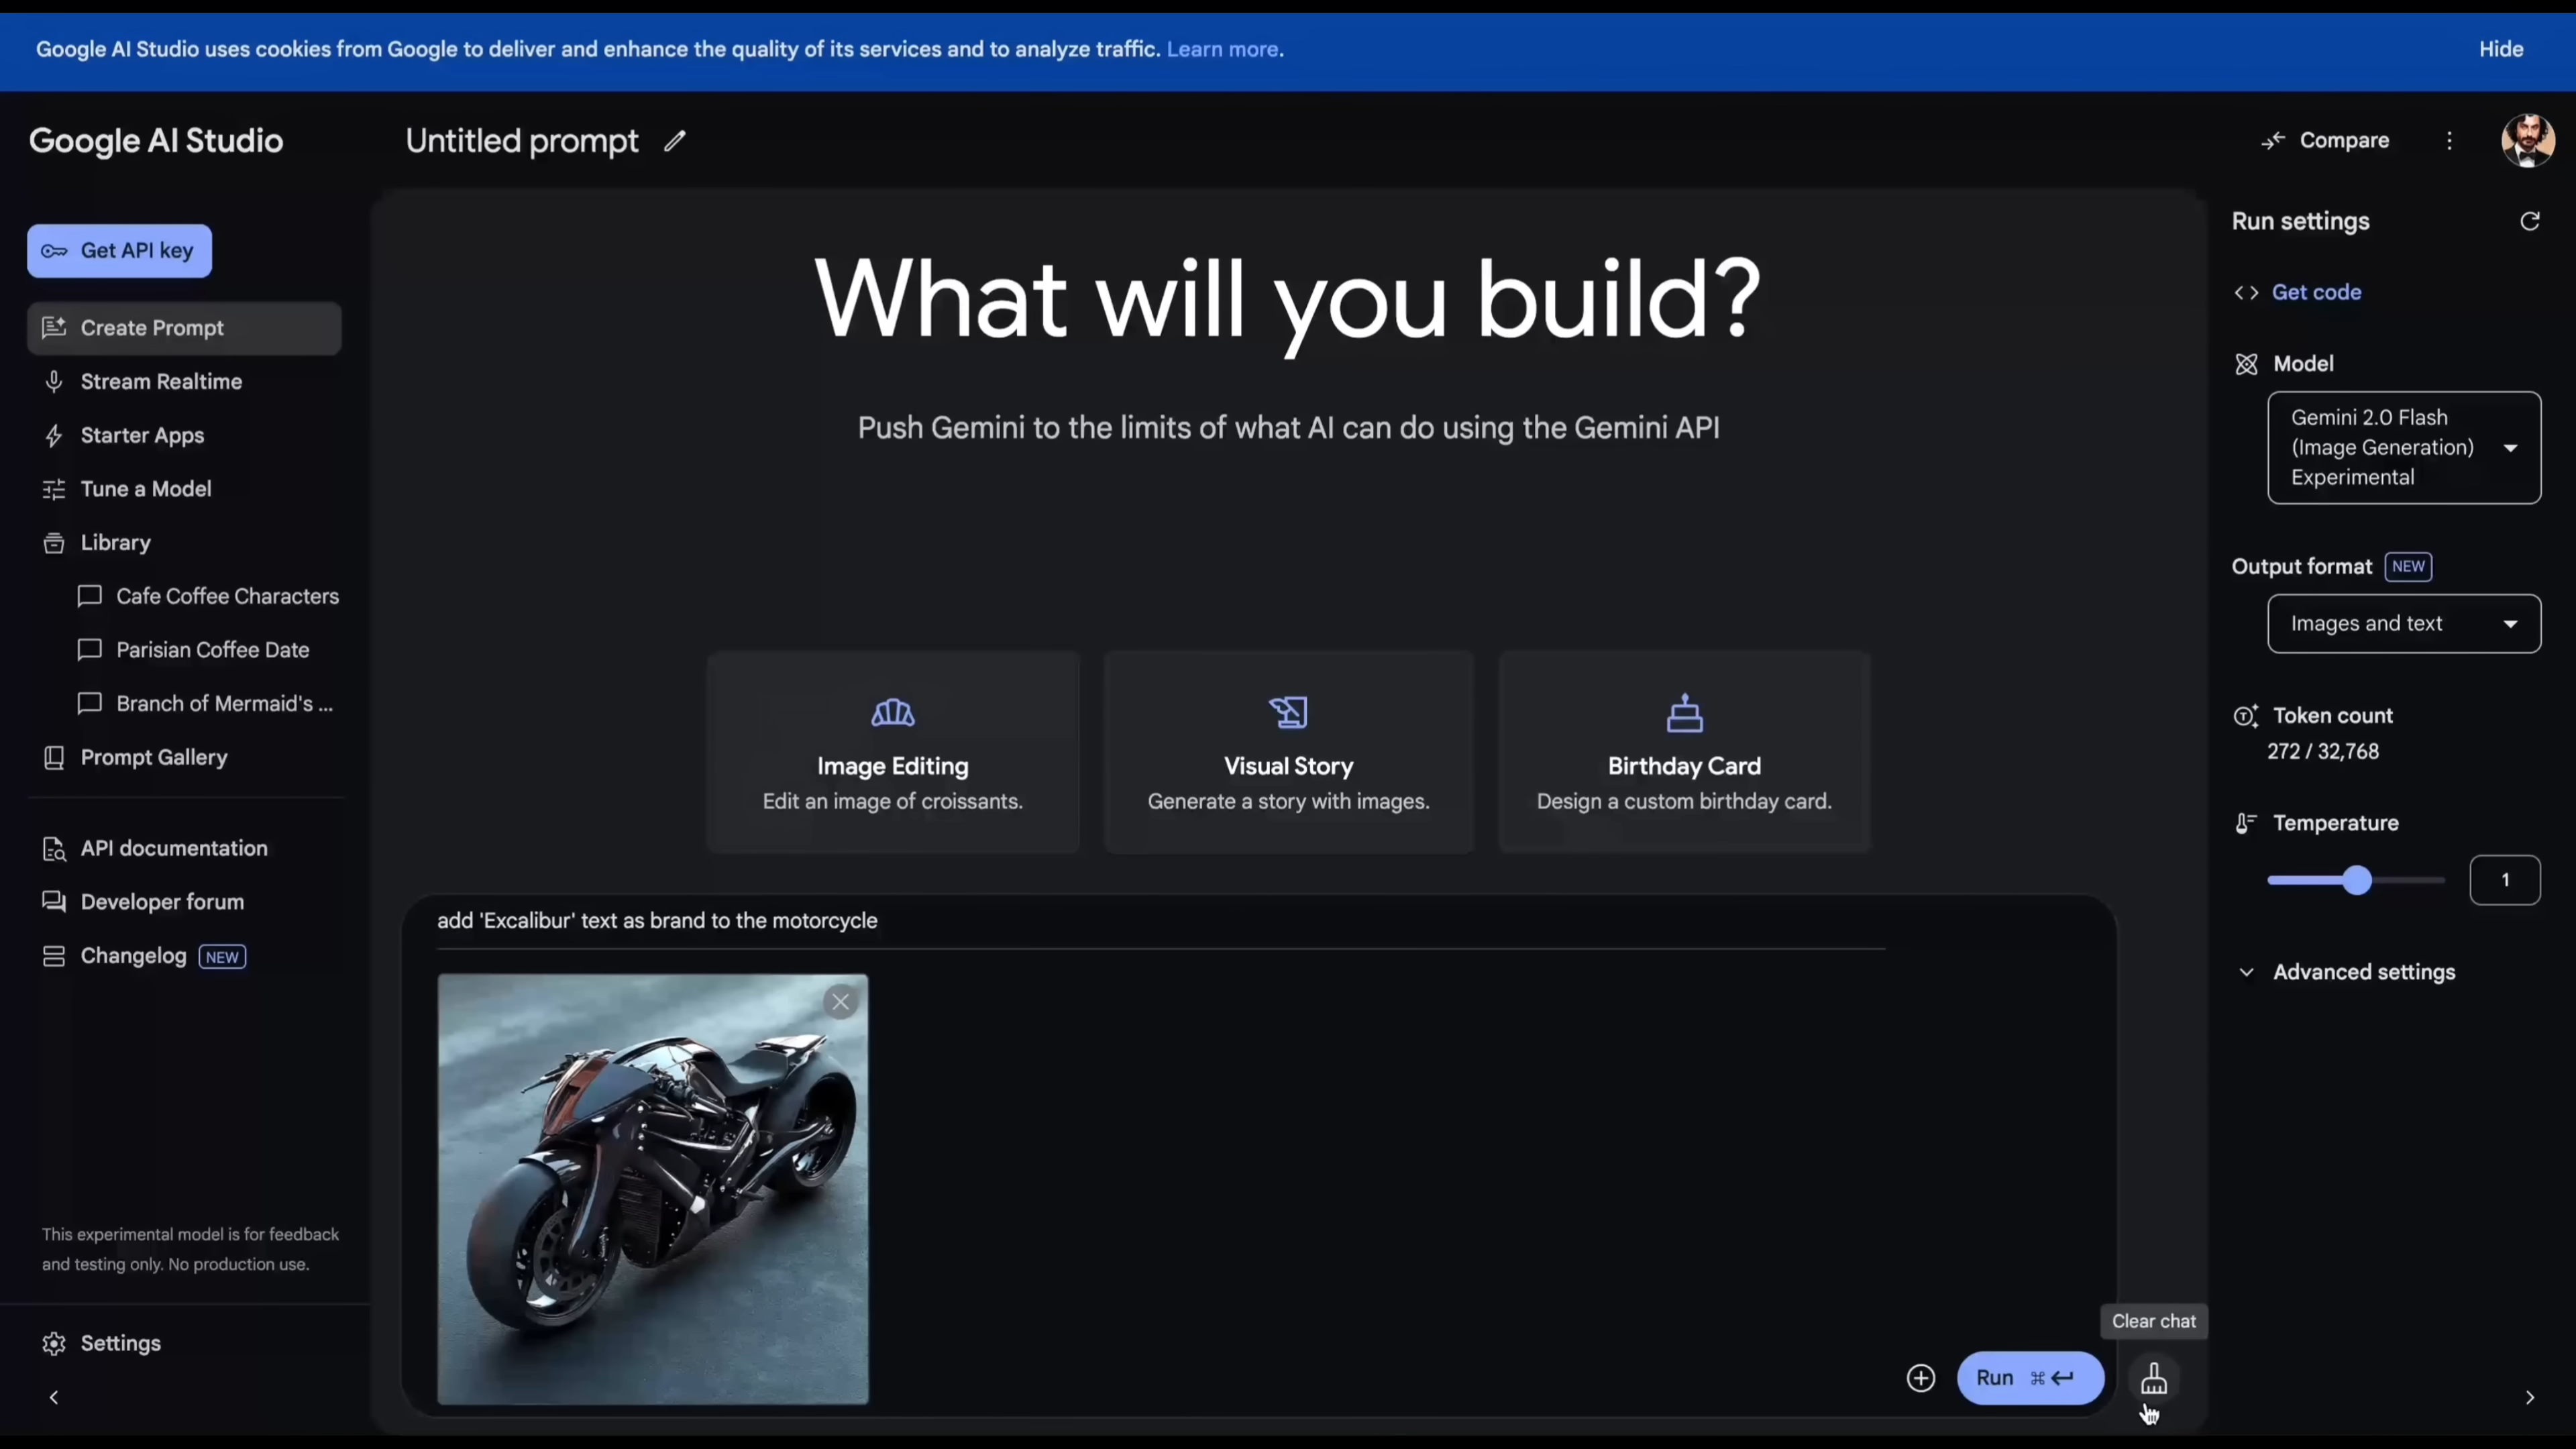 Google AI Studio uses cookies from Google to deliver and enhance the quality of its services and to analyze traffic. Learn more.
Hide
Google AI Studio
Untitled prompt
Compare
Get API key
Create Prompt
Stream Realtime
Starter Apps
Tune a Model
Library
Cafe Coffee Characters
Parisian Coffee Date
Branch of Mermaid's ...
Prompt Gallery
API documentation
Developer forum
Changelog NEW
This experimental model is for feedback
and testing only. No production use.
Settings
What will you build?
Push Gemini to the limits of what AI can do using the Gemini API
Image Editing
Edit an image of croissants.
Visual Story
Generate a story with images.
Birthday Card
Design a custom birthday card.
add 'Excalibur' text as brand to the motorcycle
Run ⌘
Clear chat
Run settings
Get code
Model
Gemini 2.0 Flash
(Image Generation)
Experimental
Output format NEW
Images and text
Token count
272 / 32,768
Temperature
1
Advanced settings